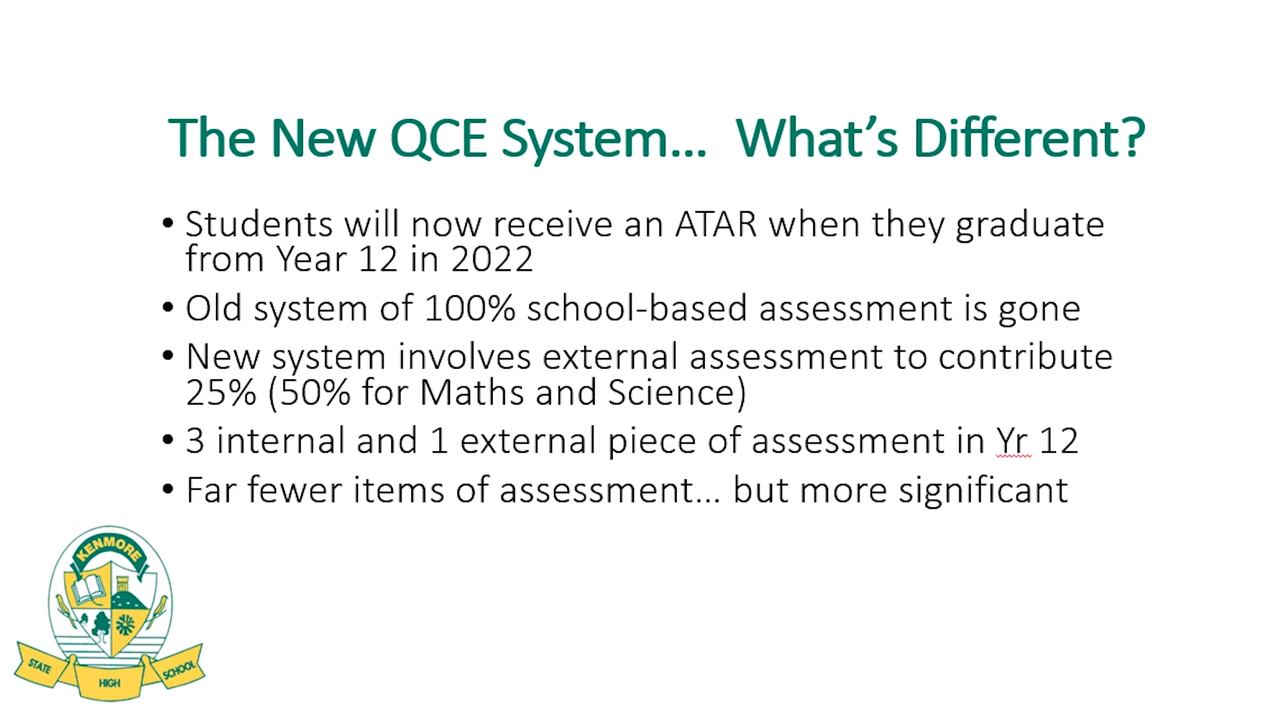 The New QCE System... What's Different?
• Students will now receive an ATAR when they graduate
from Year 12 in 2022
• Old system of 100% school-based assessment is gone
• New system involves external assessment to contribute
25% (50% for Maths and Science)
• 3 internal and 1 external piece of assessment in Yr 12
• Far fewer items of assessment... but more significant
KENMORE
STATE
HIGH
SCHOOL